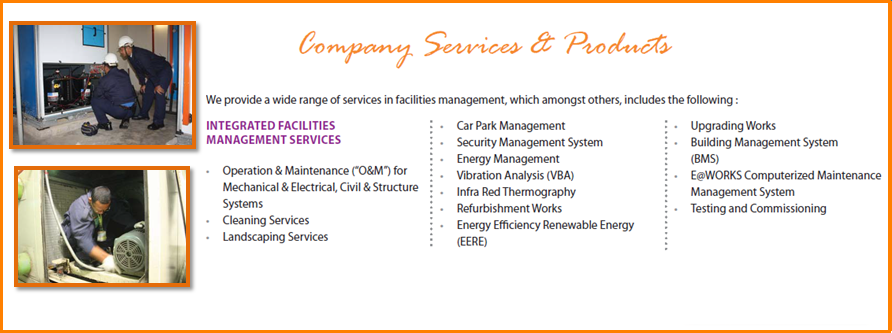 Company Services & Products
We provide a wide range of services in facilities management, which amongst others, includes the following :
INTEGRATED FACILITIES
MANAGEMENT SERVICES
• Operation & Maintenance ("O&M") for
Mechanical & Electrical, Civil & Structure
Systems
• Cleaning Services
• Landscaping Services
• Car Park Management
• Security Management System
• Energy Management
• Vibration Analysis (VBA)
• Infra Red Thermography
• Refurbishment Works
• Energy Efficiency Renewable Energy
(EERE)
• Upgrading Works
• Building Management System
(BMS)
• E@WORKS Computerized Maintenance
Management System
• Testing and Commissioning